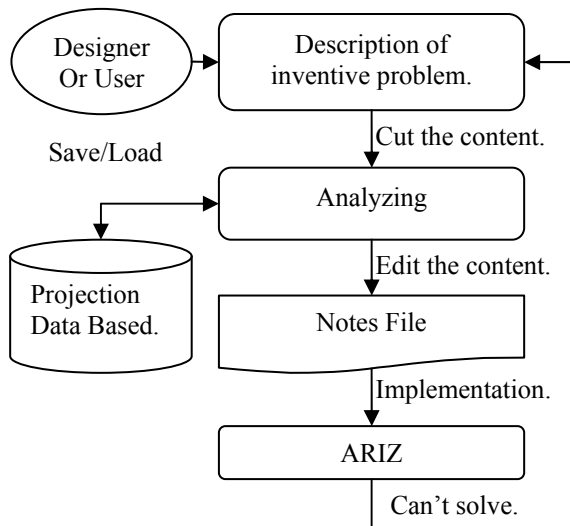 Designer
Or User
Description of
inventive problem.
Cut the content.
Save/Load
Analyzing
Edit the content.
Projection
Data Based.
Notes File
Implementation.
ARIZ
Can’t solve.